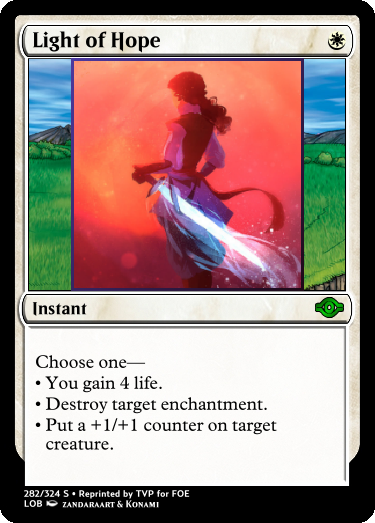 Light of Hope
Instant
Choose one—
• You gain 4 life.
• Destroy target enchantment.
• Put a +1/+1 counter on target
creature.
282/324 S • Reprinted by TVP for FOE
LOB ZANDARAART & KONAMI